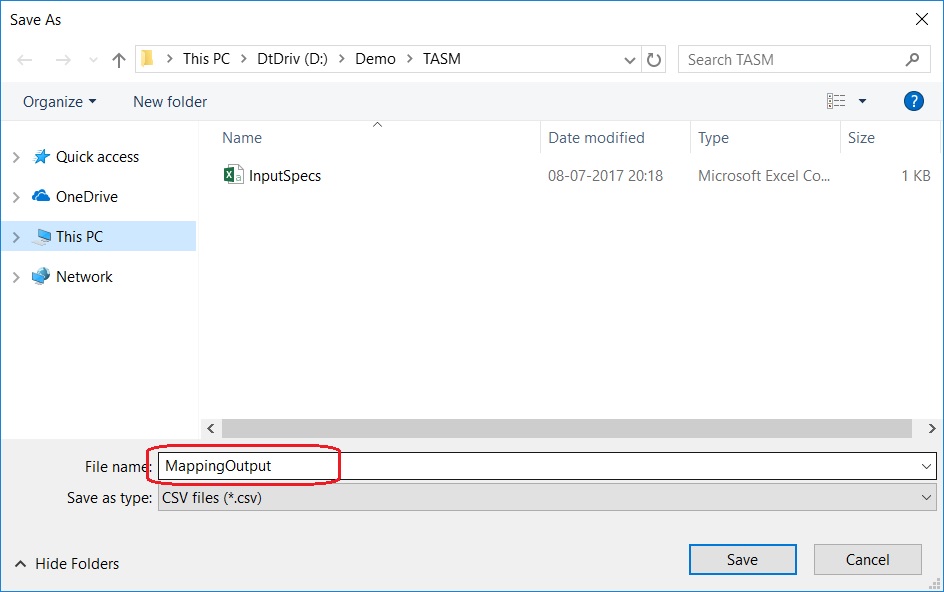 Save As
This PC > DtDriv (D:) > Demo > TASM
Search TASM
Organize
New folder
?
Name
Date modified
Type
Size
Quick access
OneDrive
This PC
Network
InputSpecs
08-07-2017 20:18
Microsoft Excel Co...
1 KB
File name: MappingOutput
Save as type: CSV files (*.csv)
Hide Folders
Save
Cancel